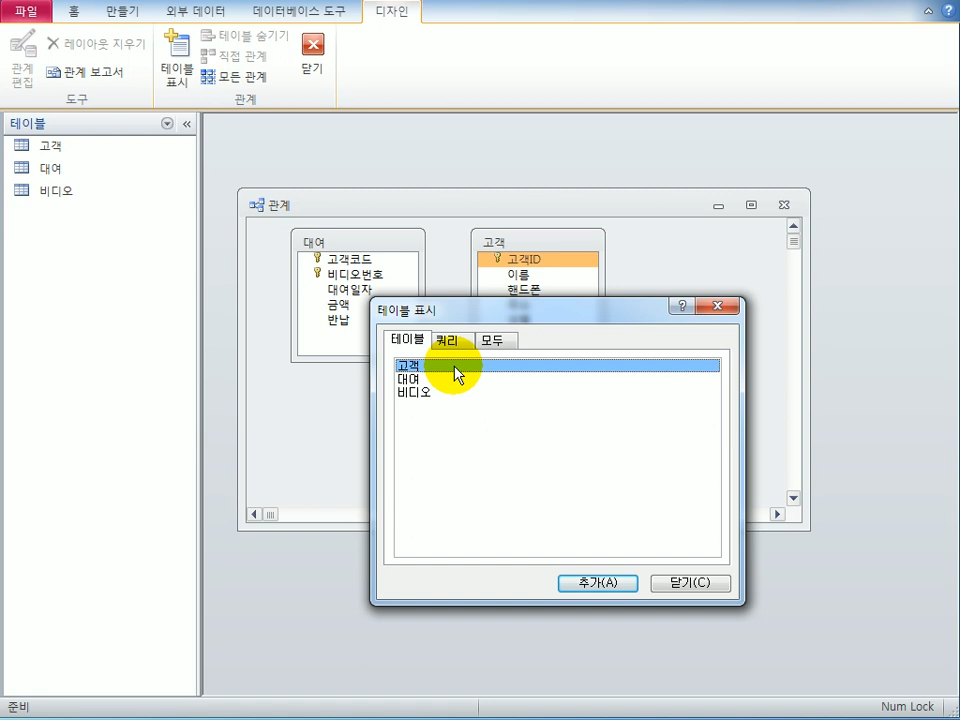 파일 홈 만들기 외부 데이터 데이터베이스 도구 디자인
관계 편집
레이아웃 지우기
관계 보고서
도구
테이블 표시
테이블 숨기기
직접 관계
모든 관계
닫기
관계
테이블
고객
대여
비디오
관계
대여
고객코드
비디오번호
대여일자
금액
반납
고객
고객ID
이름
핸드폰
테이블 표시
테이블 쿼리 모두
고객
대여
비디오
추가(A) 닫기(C)
준비
Num Lock